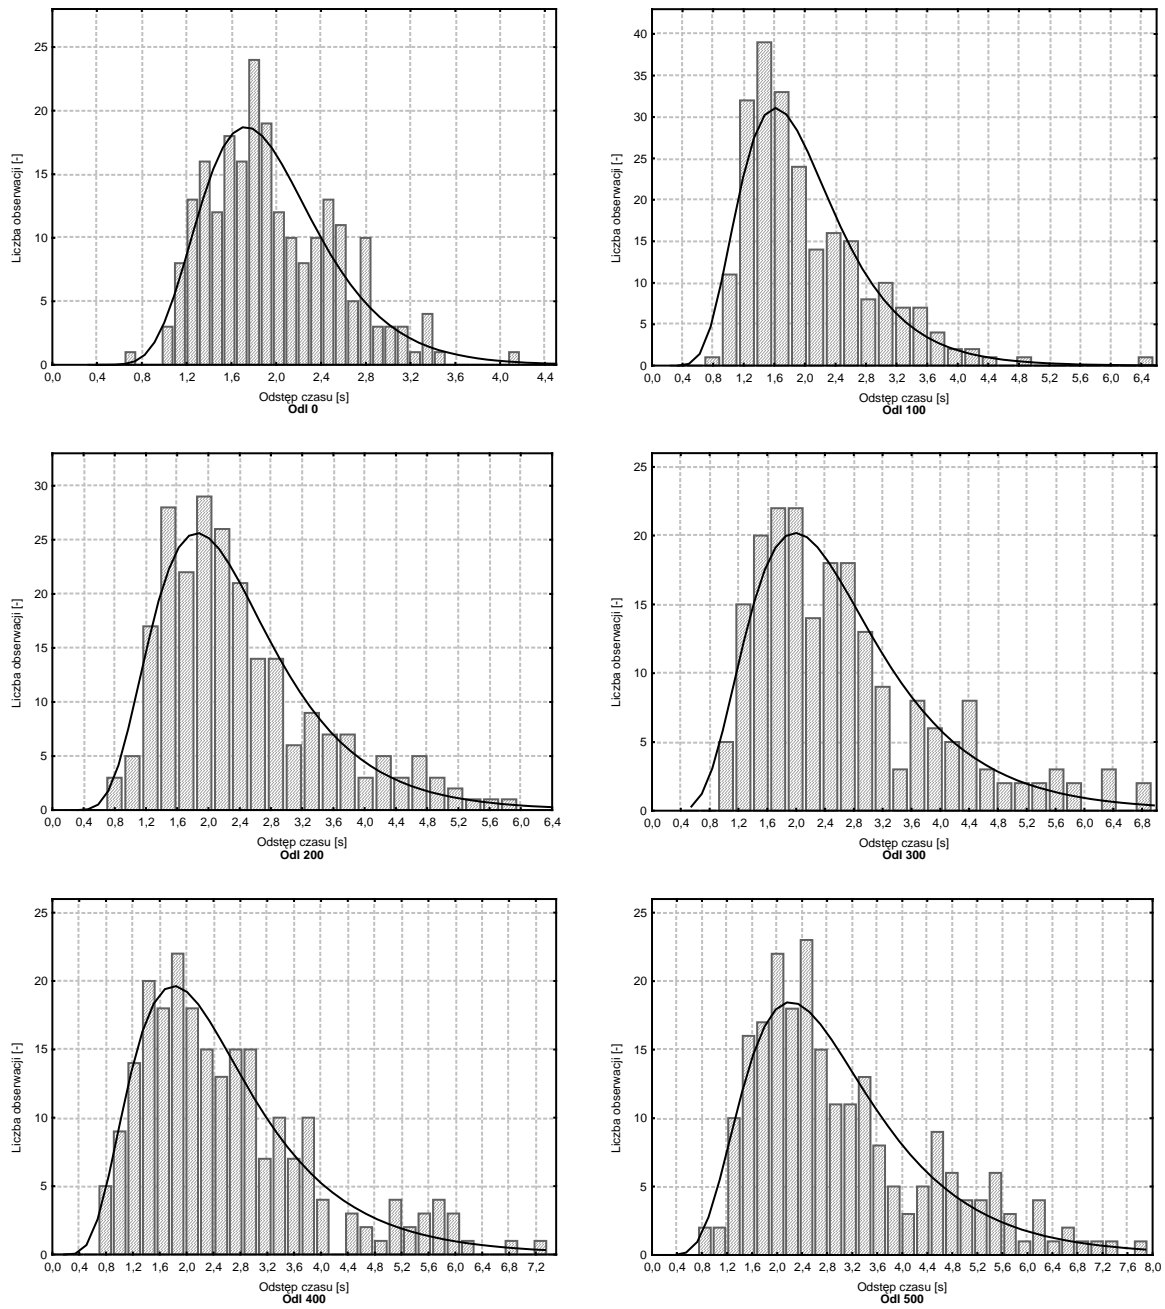 Liczba obserwacji [-]
25
20
15
10
5
0
0,0 0,4 0,8 1,2 1,6 2,0 2,4 2,8 3,2 3,6 4,0 4,4
Odstęp czasu [s]
Odl 0
Liczba obserwacji [-]
40
35
30
25
20
15
10
5
0
0,0 0,4 0,8 1,2 1,6 2,0 2,4 2,8 3,2 3,6 4,0 4,4 4,8 5,2 5,6 6,0 6,4
Odstęp czasu [s]
Odl 100
Liczba obserwacji [-]
30
25
20
15
10
5
0
0,0 0,4 0,8 1,2 1,6 2,0 2,4 2,8 3,2 3,6 4,0 4,4 4,8 5,2 5,6 6,0 6,4
Odstęp czasu [s]
Odl 200
Liczba obserwacji [-]
25
20
15
10
5
0
0,0 0,4 0,8 1,2 1,6 2,0 2,4 2,8 3,2 3,6 4,0 4,4 4,8 5,2 5,6 6,0 6,4 6,8
Odstęp czasu [s]
Odl 300
Liczba obserwacji [-]
25
20
15
10
5
0
0,0 0,4 0,8 1,2 1,6 2,0 2,4 2,8 3,2 3,6 4,0 4,4 4,8 5,2 5,6 6,0 6,4 6,8 7,2
Odstęp czasu [s]
Odl 400
Liczba obserwacji [-]
25
20
15
10
5
0
0,0 0,4 0,8 1,2 1,6 2,0 2,4 2,8 3,2 3,6 4,0 4,4 4,8 5,2 5,6 6,0 6,4 6,8 7,2 7,6 8,0
Odstęp czasu [s]
Odl 500